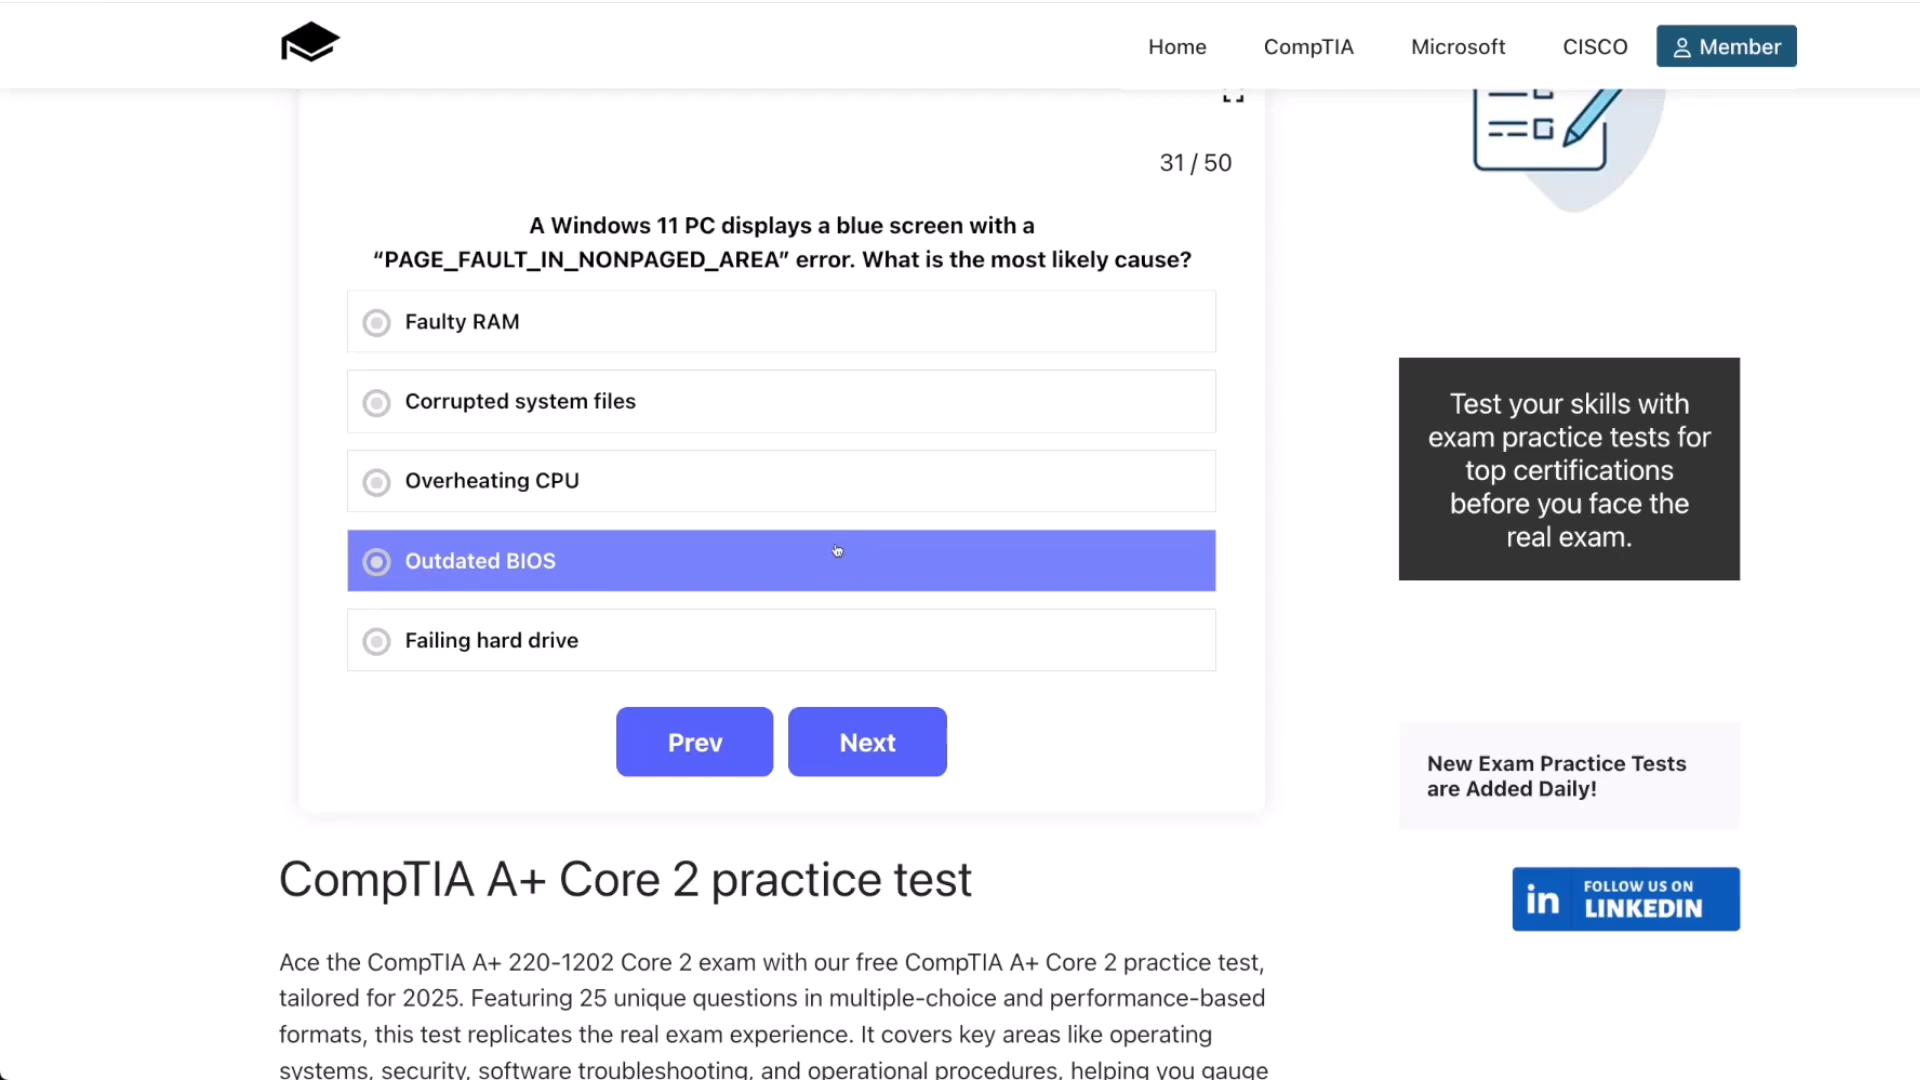 Home CompTIA Microsoft CISCO Member
31 / 50
A Windows 11 PC displays a blue screen with a
“PAGE_FAULT_IN_NONPAGED_AREA” error. What is the most likely cause?
Faulty RAM
Corrupted system files
Overheating CPU
Outdated BIOS
Failing hard drive
Prev Next
CompTIA A+ Core 2 practice test
Ace the CompTIA A+ 220-1202 Core 2 exam with our free CompTIA A+ Core 2 practice test,
tailored for 2025. Featuring 25 unique questions in multiple-choice and performance-based
formats, this test replicates the real exam experience. It covers key areas like operating
systems, security, software troubleshooting, and operational procedures, helping you gauge
Test your skills with
exam practice tests for
top certifications
before you face the
real exam.
New Exam Practice Tests
are Added Daily!
in FOLLOW US ON
LINKEDIN